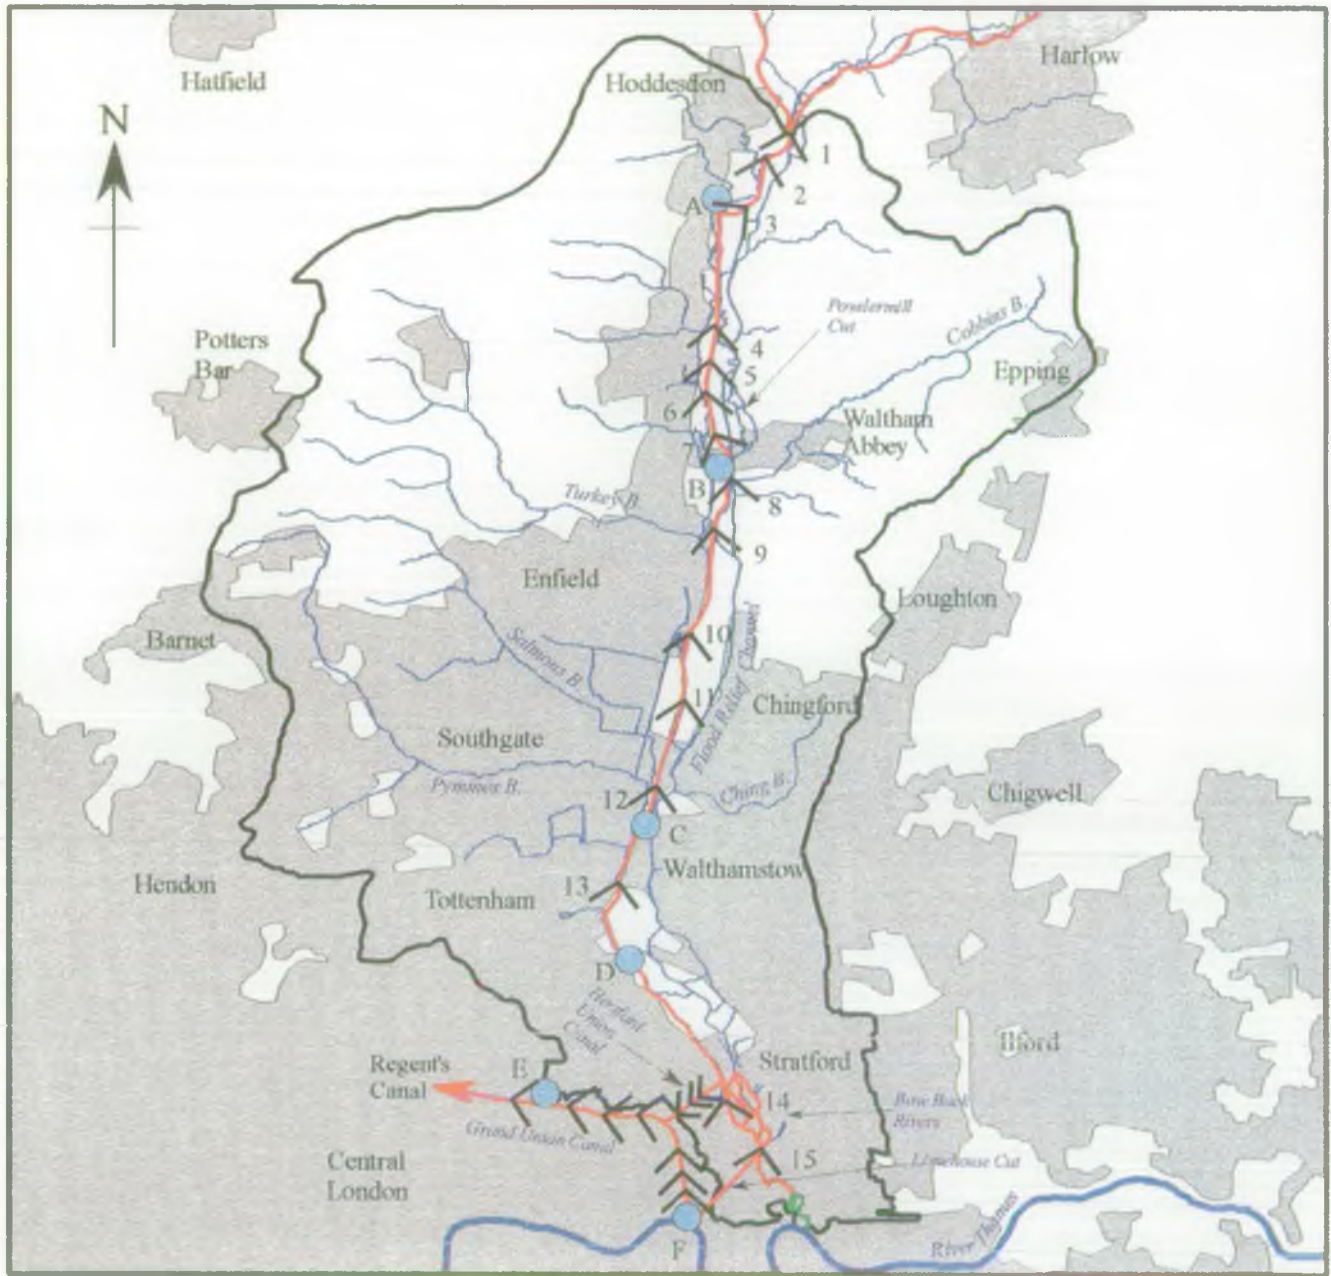 Hatfield
Hoddesdon
Harlow
N
1
2
A
3
Powdermill
Cut
Cobbins B.
Potters
Bar
4
5
Epping
6
Waltham
Abbey
7
B
Turkey B.
8
9
Enfield
Loughton
Barnet
10
Salmons B
Flood Relief Channel
11
Chingford
Southgate
Pymmes B.
Ching B.
Chigwell
12
C
Hendon
Walthamstow
13
Tottenham
D
Hertford
Union
Canal
Ilford
Stratford
Regent's
Canal
E
14
Bow Back
Rivers
Grand Union Canal
Central
London
15
Limehouse Cut
River Thames
F